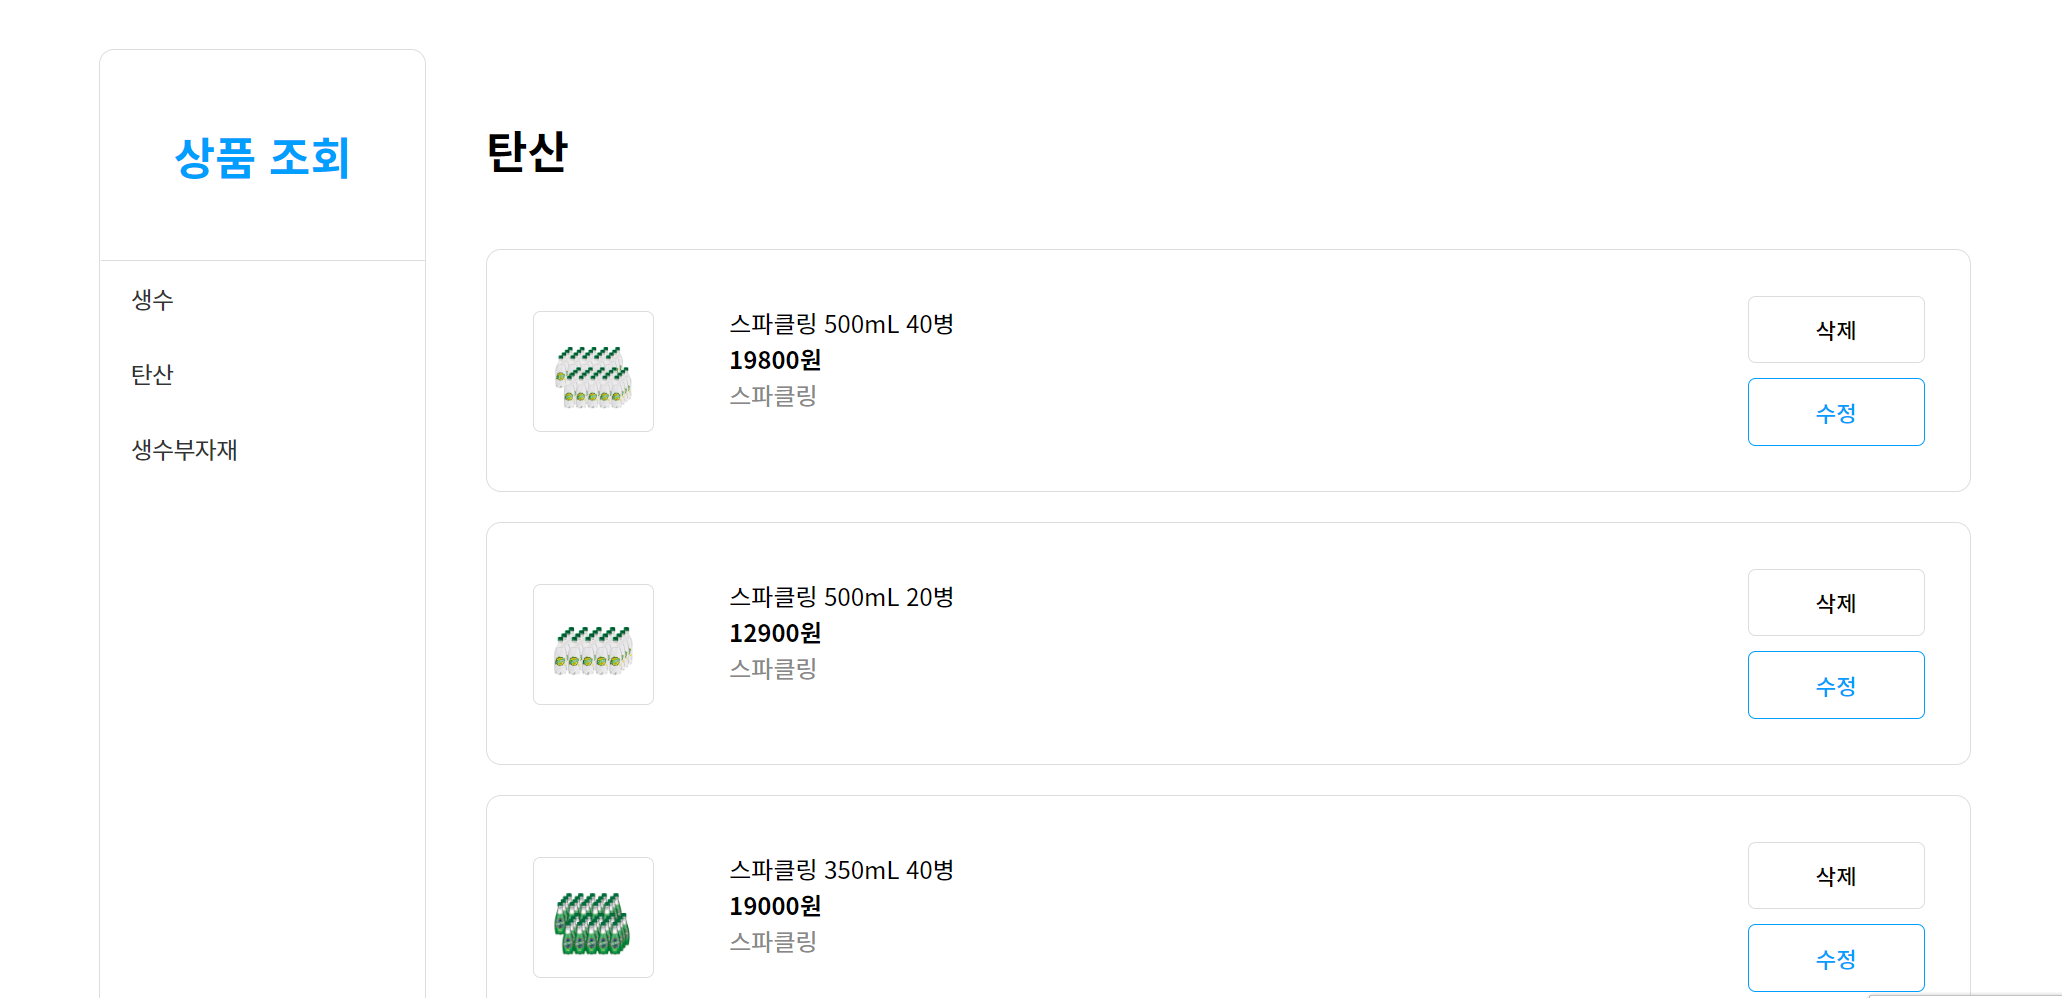 상품 조회
생수
탄산
생수부자재
탄산
스파클링 500mL 40병
19800원
스파클링
삭제
수정
스파클링 500mL 20병
12900원
스파클링
삭제
수정
스파클링 350mL 40병
19000원
스파클링
삭제
수정